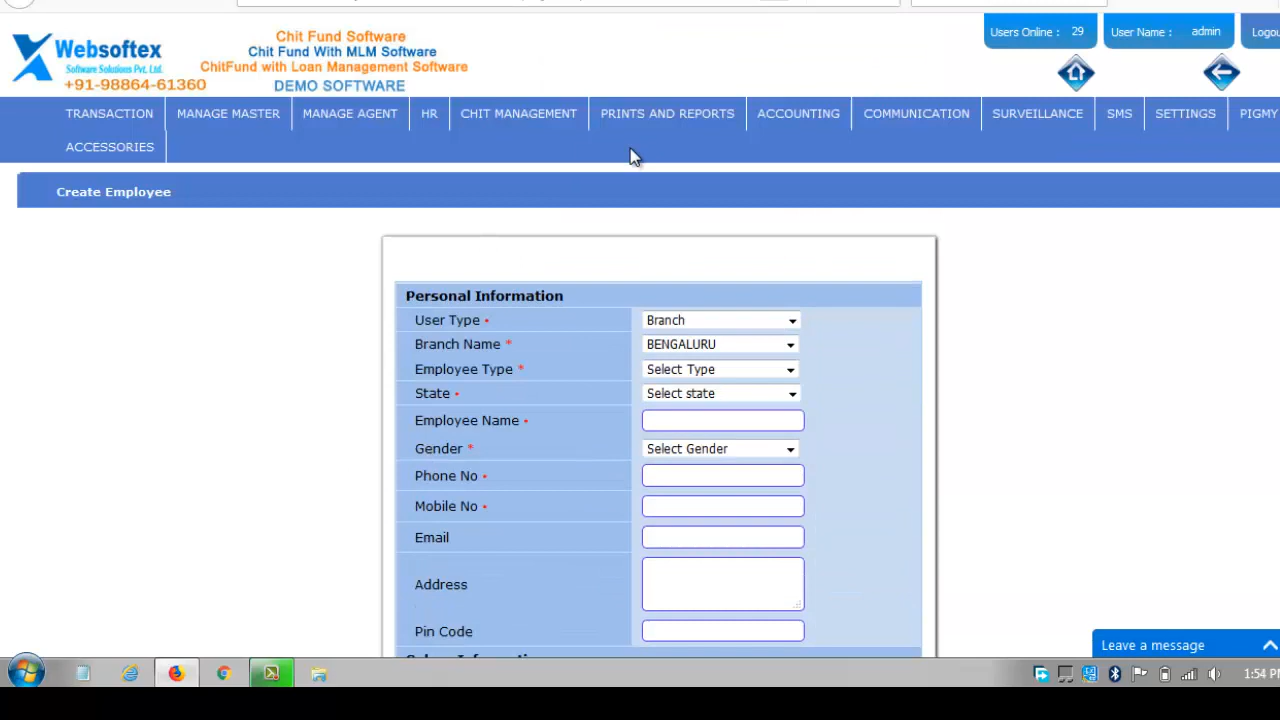 Websoftex
Software Solutions Pvt. Ltd.
+91-98864-61360
Chit Fund Software
Chit Fund With MLM Software
ChitFund with Loan Management Software
DEMO SOFTWARE
Users Online : 29
User Name : admin
Logou
TRANSACTION MANAGE MASTER MANAGE AGENT HR CHIT MANAGEMENT PRINTS AND REPORTS ACCOUNTING COMMUNICATION SURVEILLANCE SMS SETTINGS PIGMY
ACCESSORIES
Create Employee
Personal Information
User Type • Branch
Branch Name * BENGALURU
Employee Type * Select Type
State • Select state
Employee Name •
Gender * Select Gender
Phone No •
Mobile No •
Email
Address
Pin Code
Leave a message
1:54 PM